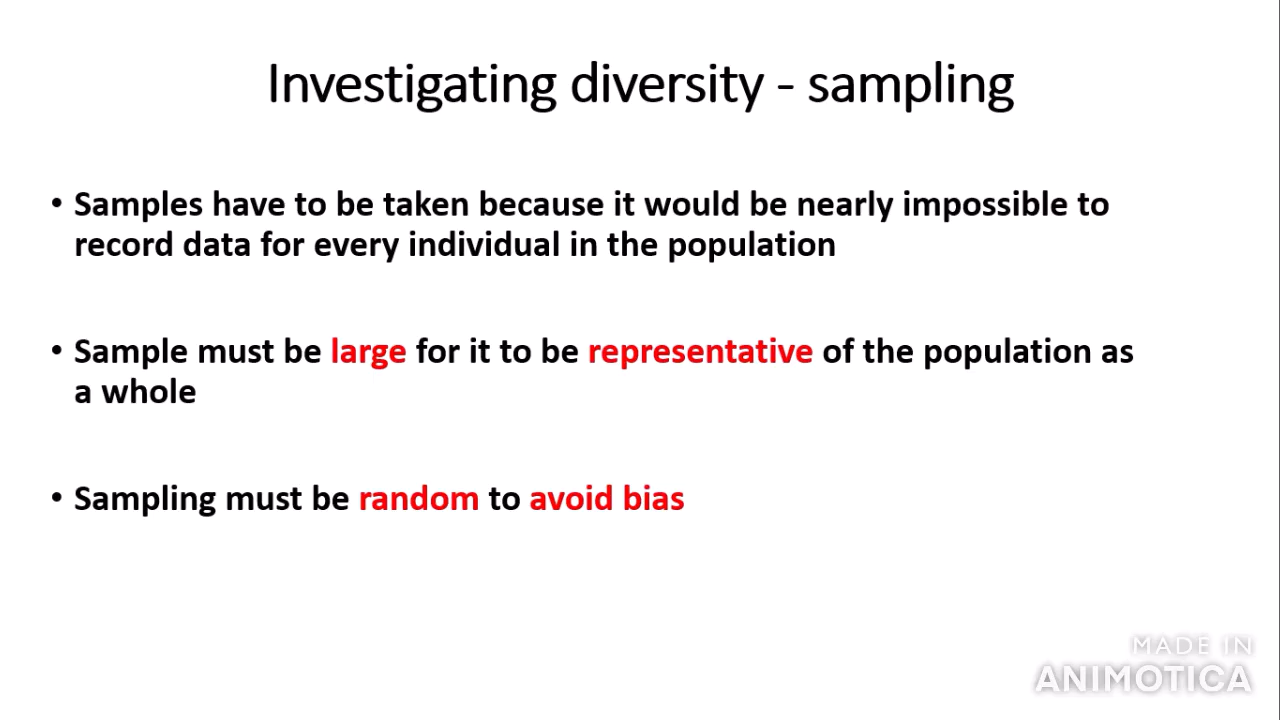 Investigating diversity - sampling
• Samples have to be taken because it would be nearly impossible to
record data for every individual in the population
• Sample must be large for it to be representative of the population as
a whole
• Sampling must be random to avoid bias
MADE IN
ANIMOTICA